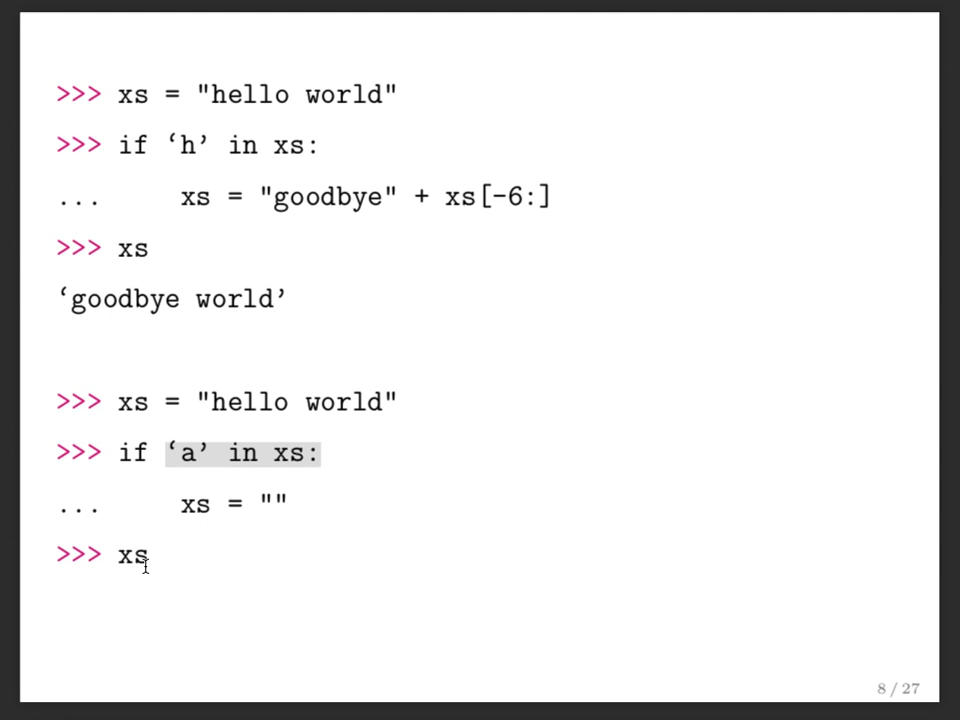 >>> xs = "hello world"
>>> if ‘h’ in xs:
...     xs = "goodbye" + xs[-6:]
>>> xs
‘goodbye world’
>>> xs = "hello world"
>>> if ‘a’ in xs:
...     xs = ""
>>> xs
8 / 27